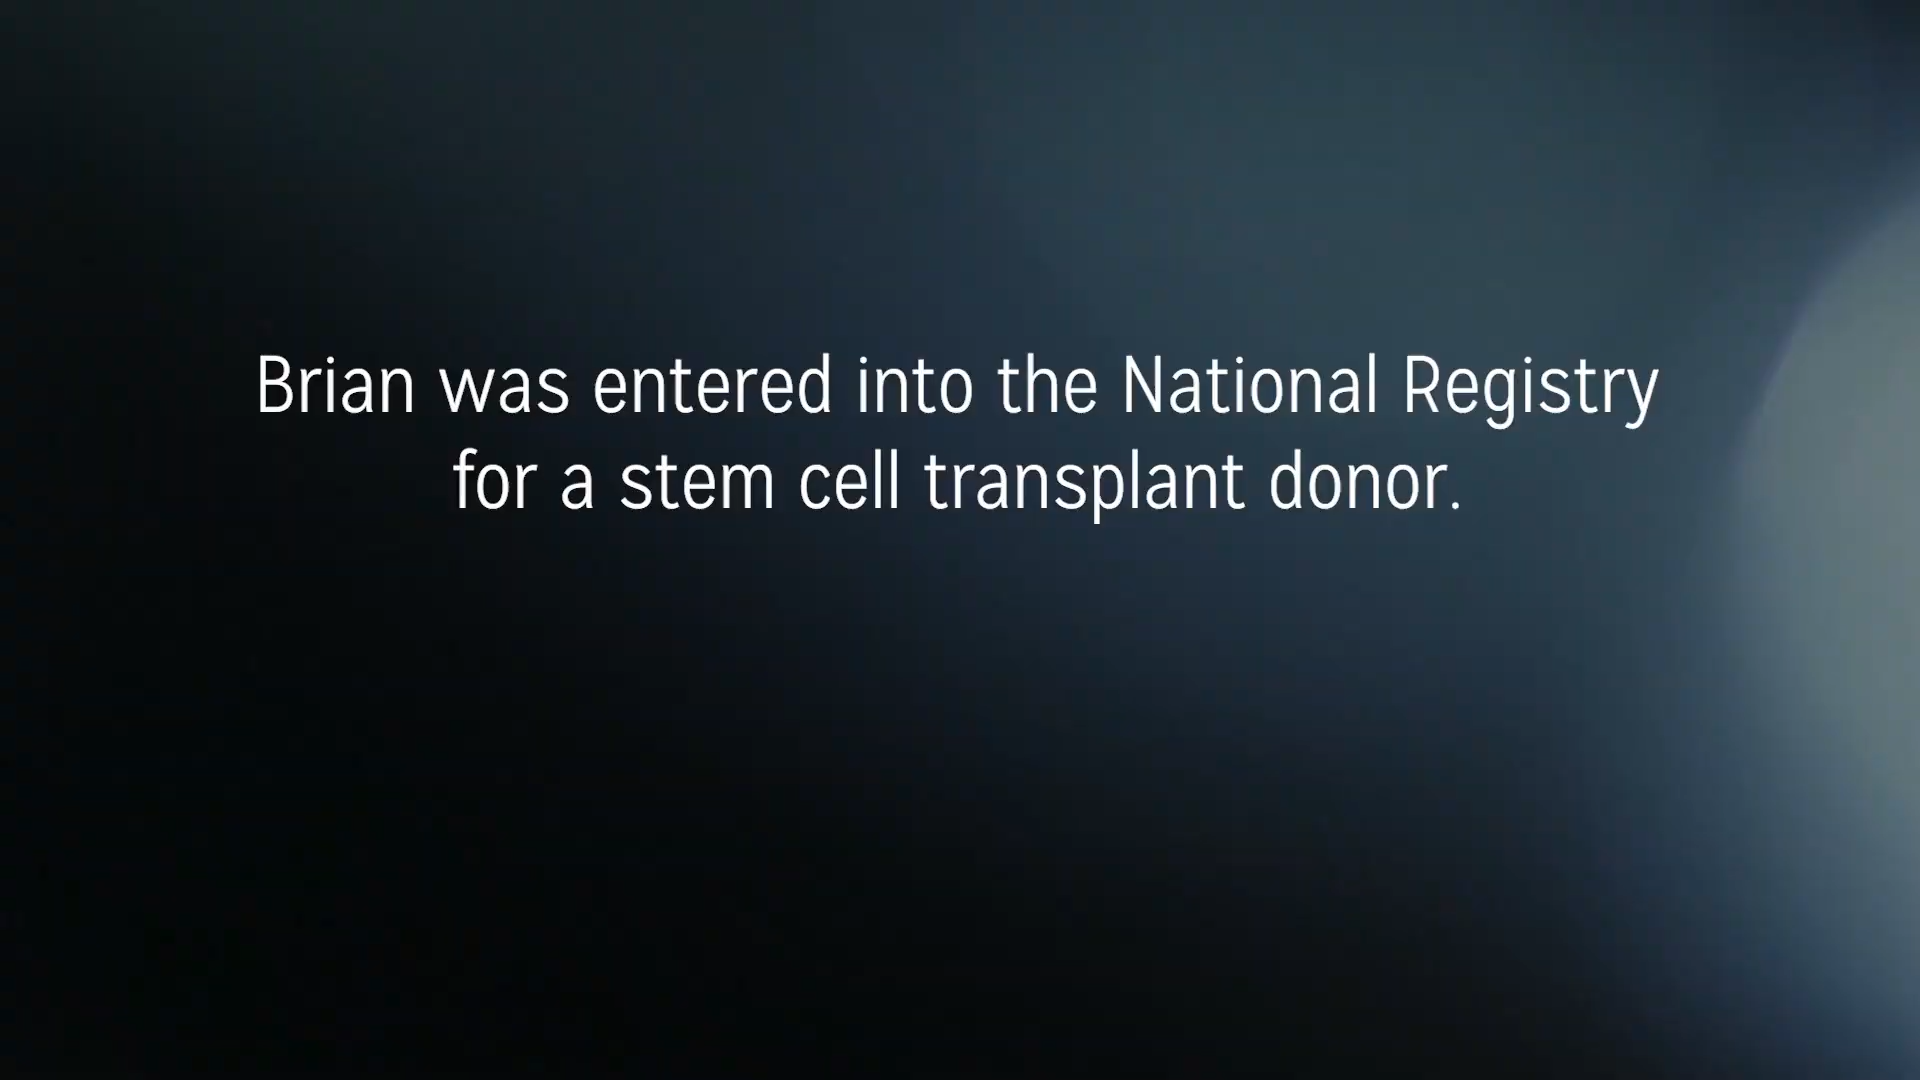 Brian was entered into the National Registry
for a stem cell transplant donor.